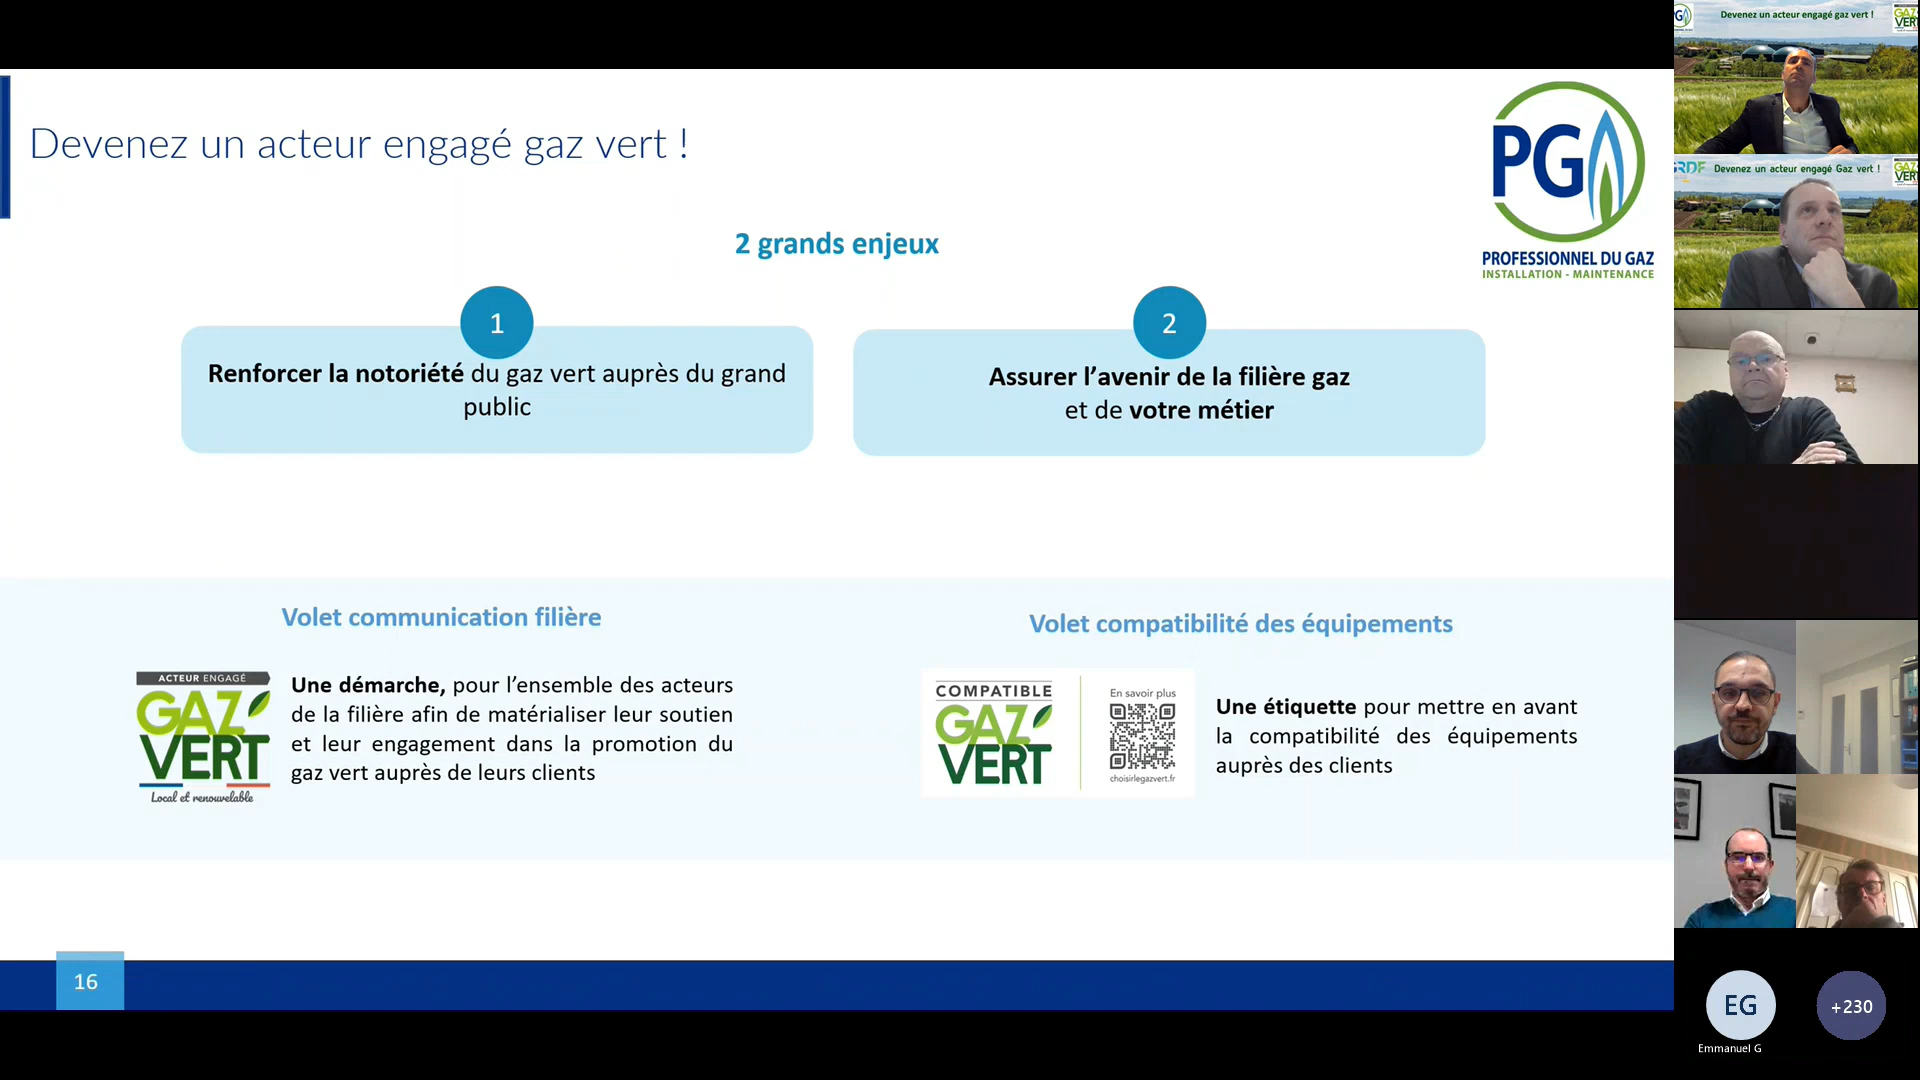 Devenez un acteur engagé gaz vert !
PG
PROFESSIONNEL DU GAZ
INSTALLATION - MAINTENANCE
2 grands enjeux
1
Renforcer la notoriété du gaz vert auprès du grand
public
2
Assurer l’avenir de la filière gaz
et de votre métier
Volet communication filière
ACTEUR ENGAGÉ
GAZ
VERT
Local et renouvelable
Une démarche, pour l’ensemble des acteurs
de la filière afin de matérialiser leur soutien
et leur engagement dans la promotion du
gaz vert auprès de leurs clients
Volet compatibilité des équipements
COMPATIBLE
GAZ
VERT
En savoir plus
choisirlegazvert.fr
Une étiquette pour mettre en avant
la compatibilité des équipements
auprès des clients
16
Devenez un acteur engagé gaz vert !
GAZ
VERT
GRDF
Devenez un acteur engagé Gaz vert !
GAZ
VERT
EG
Emmanuel G
+230